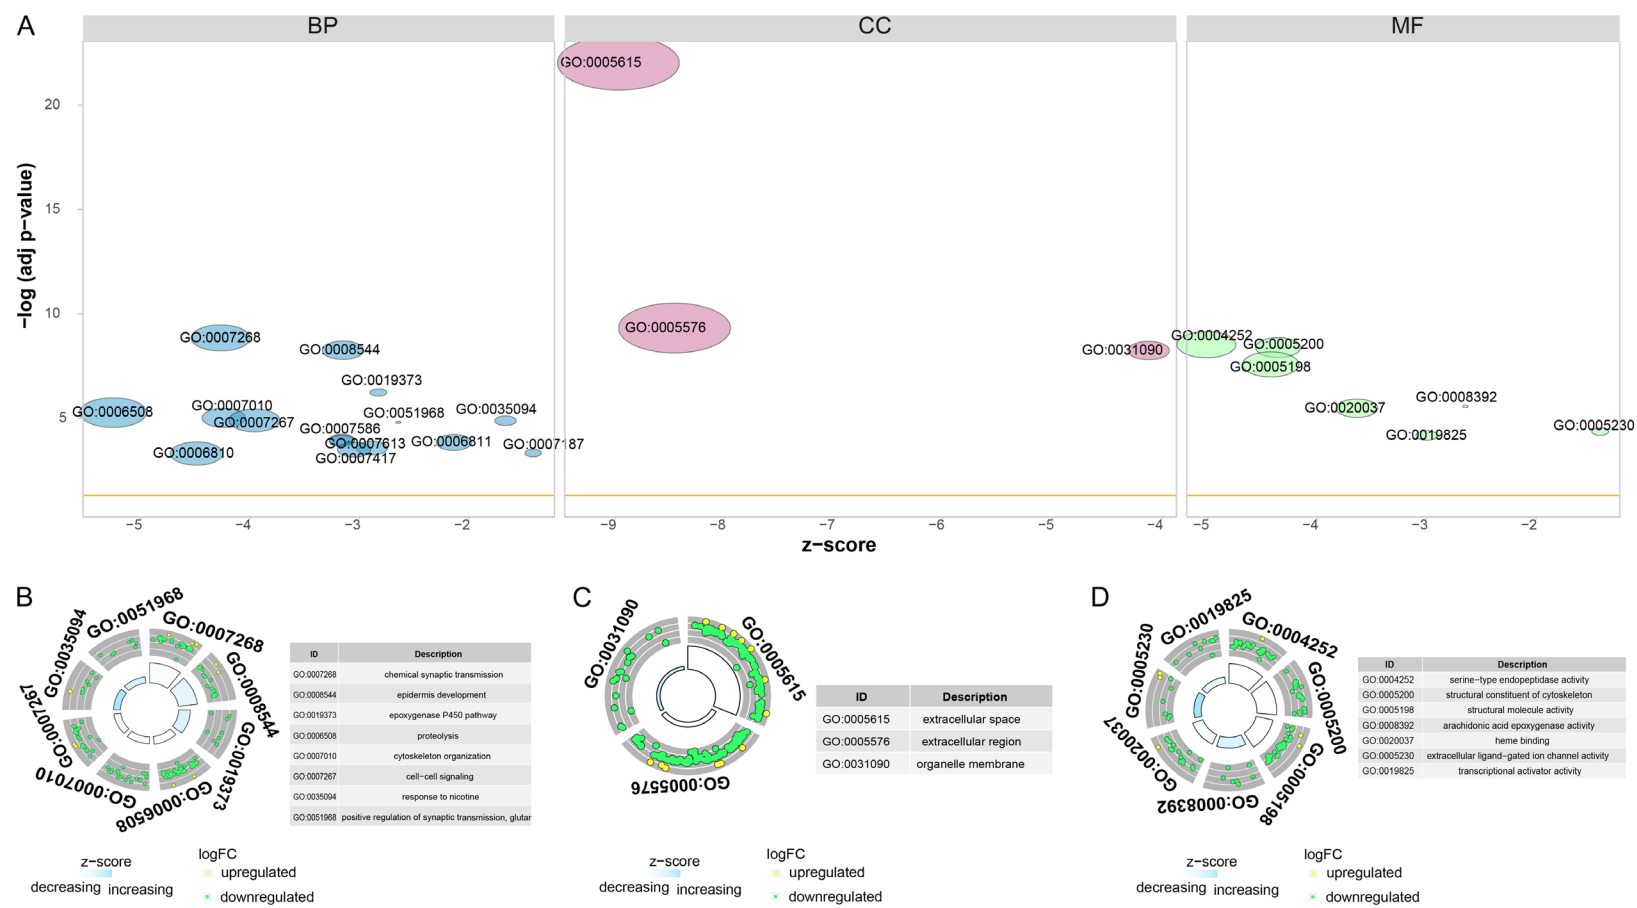 A
BP
CC
MF
−log (adj p−value)
20
15
10
5
GO:0005615
GO:0005576
GO:0031090
GO:0007268
GO:0008544
GO:0019373
GO:0006508
GO:0007010
GO:0007267
GO:0051968
GO:0035094
GO:0007586
GO:0007613
GO:0006811
GO:0007187
GO:0006810
GO:0007417
GO:0004252
GO:0005200
GO:0005198
GO:0020037
GO:0008392
GO:0019825
GO:0005230
−5 −4 −3 −2
−9 −8 −7 −6 −5 −4
−5 −4 −3 −2
z−score
B
GO:0051968
GO:0007268
GO:0008544
GO:0019373
GO:0006508
GO:0007010
GO:0007267
GO:0035094
ID Description
GO:0007268 chemical synaptic transmission
GO:0008544 epidermis development
GO:0019373 epoxygenase P450 pathway
GO:0006508 proteolysis
GO:0007010 cytoskeleton organization
GO:0007267 cell−cell signaling
GO:0035094 response to nicotine
GO:0051968 positive regulation of synaptic transmission, glutar
z−score
decreasing increasing
logFC
upregulated
downregulated
C
GO:0031090
GO:0005615
GO:0005576
ID Description
GO:0005615 extracellular space
GO:0005576 extracellular region
GO:0031090 organelle membrane
z−score
decreasing increasing
logFC
upregulated
downregulated
D
GO:0019825
GO:0004252
GO:0005200
GO:0005198
GO:0008392
GO:0020037
GO:0005230
ID Description
GO:0004252 serine−type endopeptidase activity
GO:0005200 structural constituent of cytoskeleton
GO:0005198 structural molecule activity
GO:0008392 arachidonic acid epoxygenase activity
GO:0020037 heme binding
GO:0005230 extracellular ligand−gated ion channel activity
GO:0019825 transcriptional activator activity
z−score
decreasing increasing
logFC
upregulated
downregulated